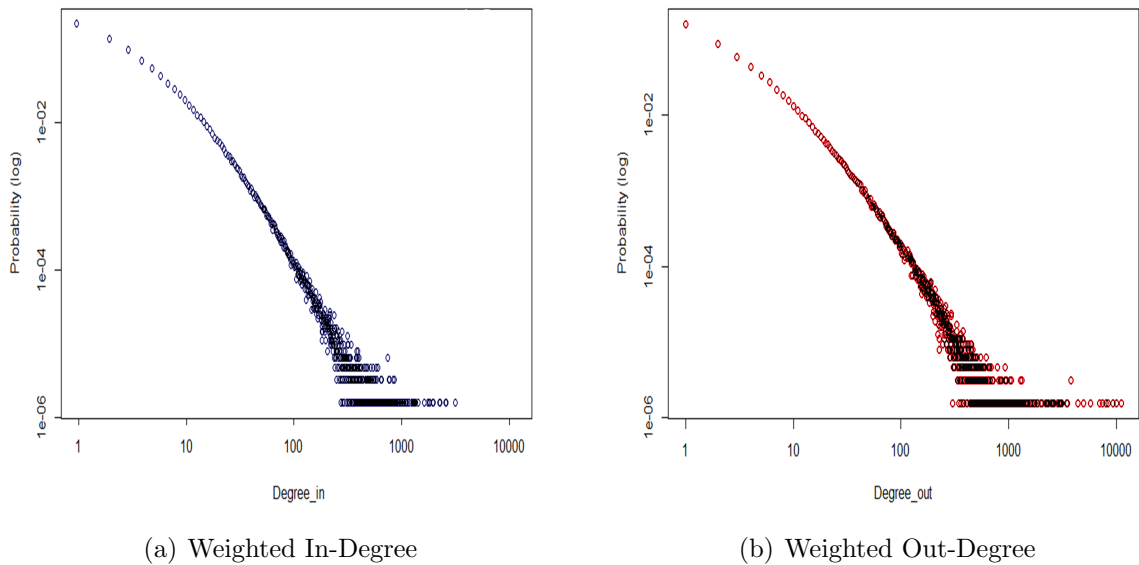 Probability (log)
1e-02
1e-04
1e-06
1 10 100 1000 10000
Degree_in
(a) Weighted In-Degree
Probability (log)
1e-02
1e-04
1e-06
1 10 100 1000 10000
Degree_out
(b) Weighted Out-Degree